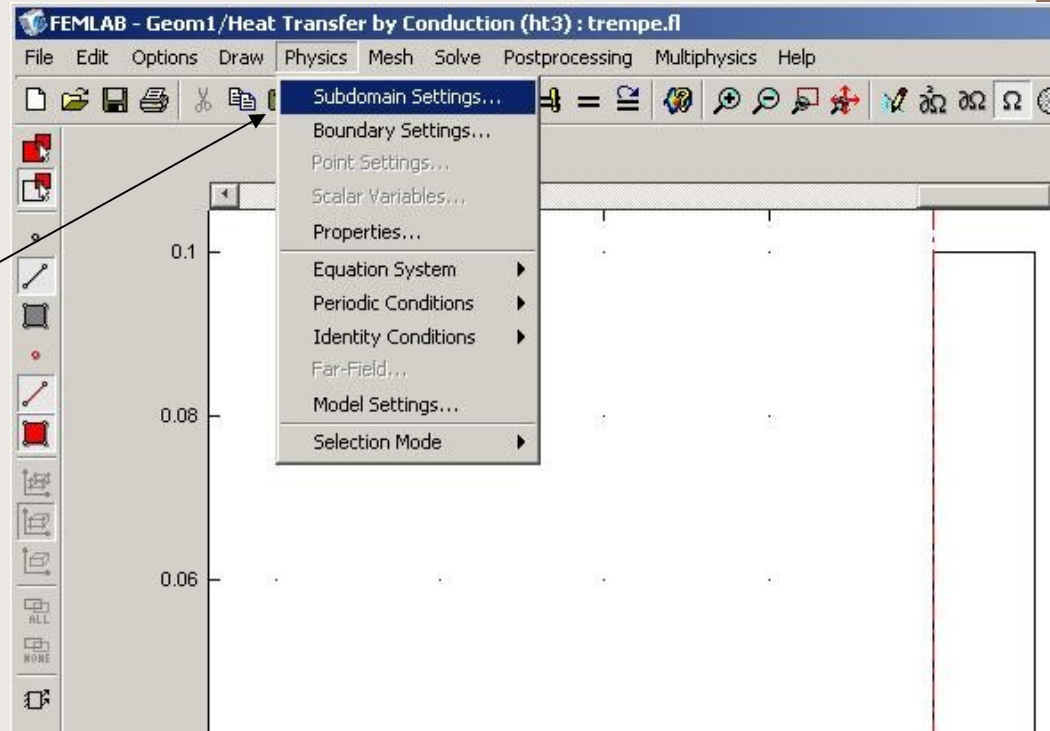 FEMLAB - Geom1/Heat Transfer by Conduction (ht3) : trempe.fl
File Edit Options Draw Physics Mesh Solve Postprocessing Multiphysics Help
Subdomain Settings...
Boundary Settings...
Point Settings...
Scalar Variables...
Properties...
Equation System
Periodic Conditions
Identity Conditions
Far-Field...
Model Settings...
Selection Mode
= ≅ ∂Ω ∂Ω Ω
0.1
0.08
0.06
ALL
NONE